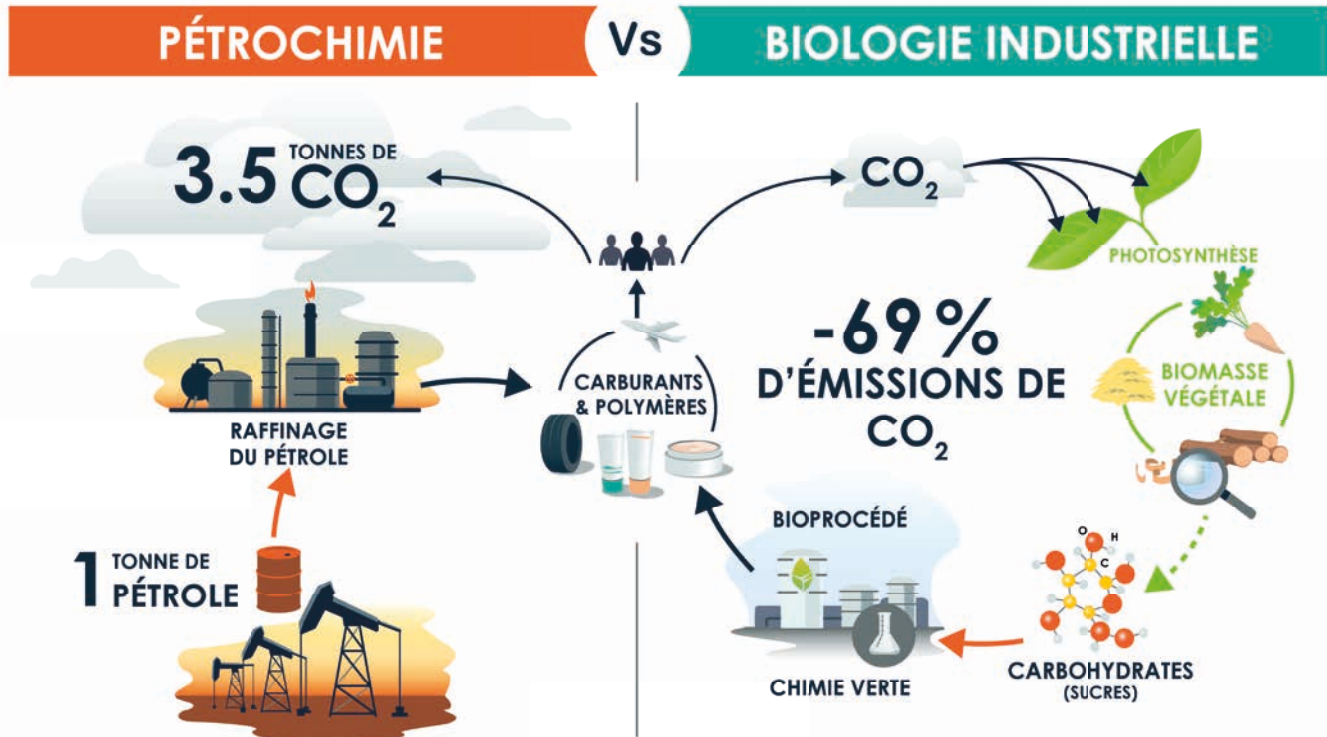 PÉTROCHIMIE
Vs
BIOLOGIE INDUSTRIELLE
3.5 TONNES DE
CO₂
CO₂
PHOTOSYNTHÈSE
-69 %
D'ÉMISSIONS DE
CO₂
BIOMASSE
VÉGÉTALE
CARBURANTS
& POLYMÈRES
RAFFINAGE
DU PÉTROLE
1 TONNE DE
PÉTROLE
BIOPROCÉDÉ
CHIMIE VERTE
O
H
C
CARBOHYDRATES
(SUCRES)